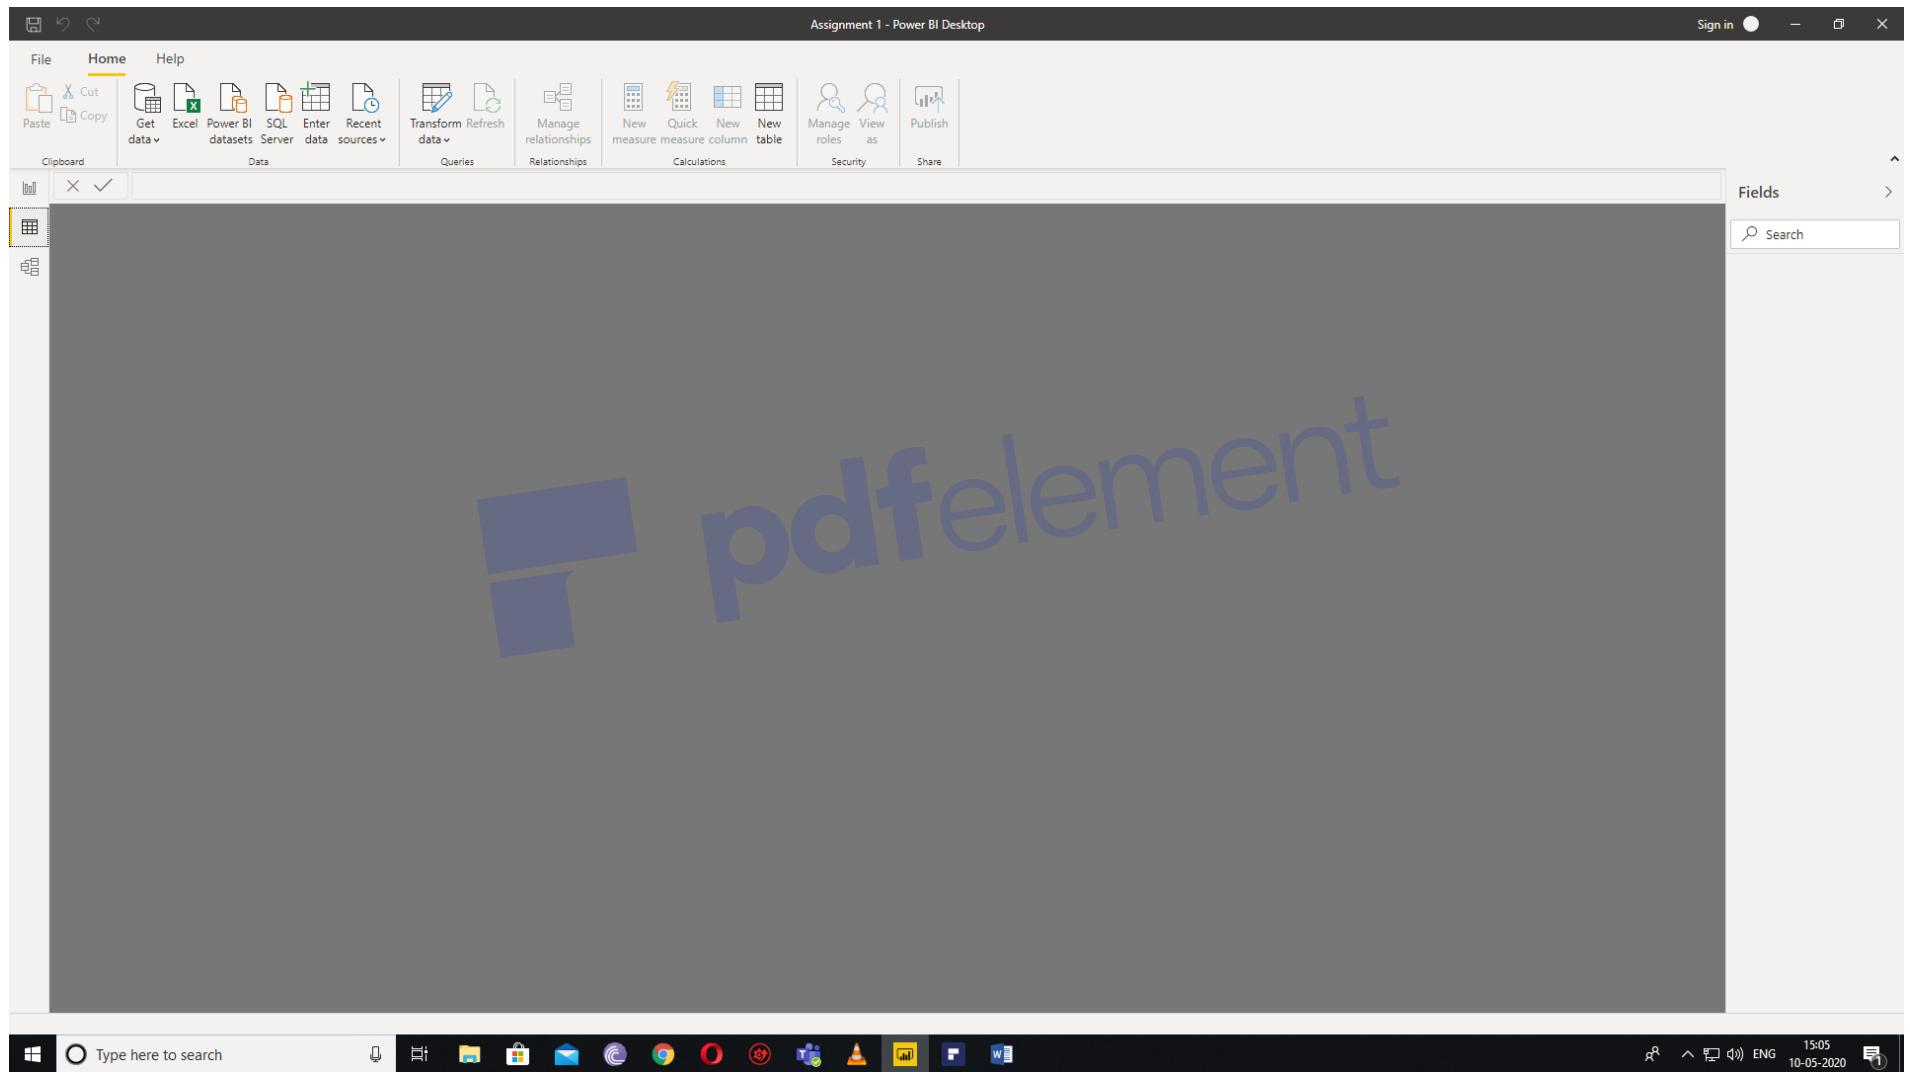 Assignment 1 - Power BI Desktop
Sign in
File Home Help
Paste
Cut
Copy
Clipboard
Get data
Excel
Power BI datasets
SQL Server
Enter data
Recent sources
Data
Transform data
Refresh
Queries
Manage relationships
Relationships
New measure
Quick measure
New column
New table
Calculations
Manage roles
View as
Security
Publish
Share
Fields
Search
pdfelement
Type here to search
ENG
15:05
10-05-2020
1